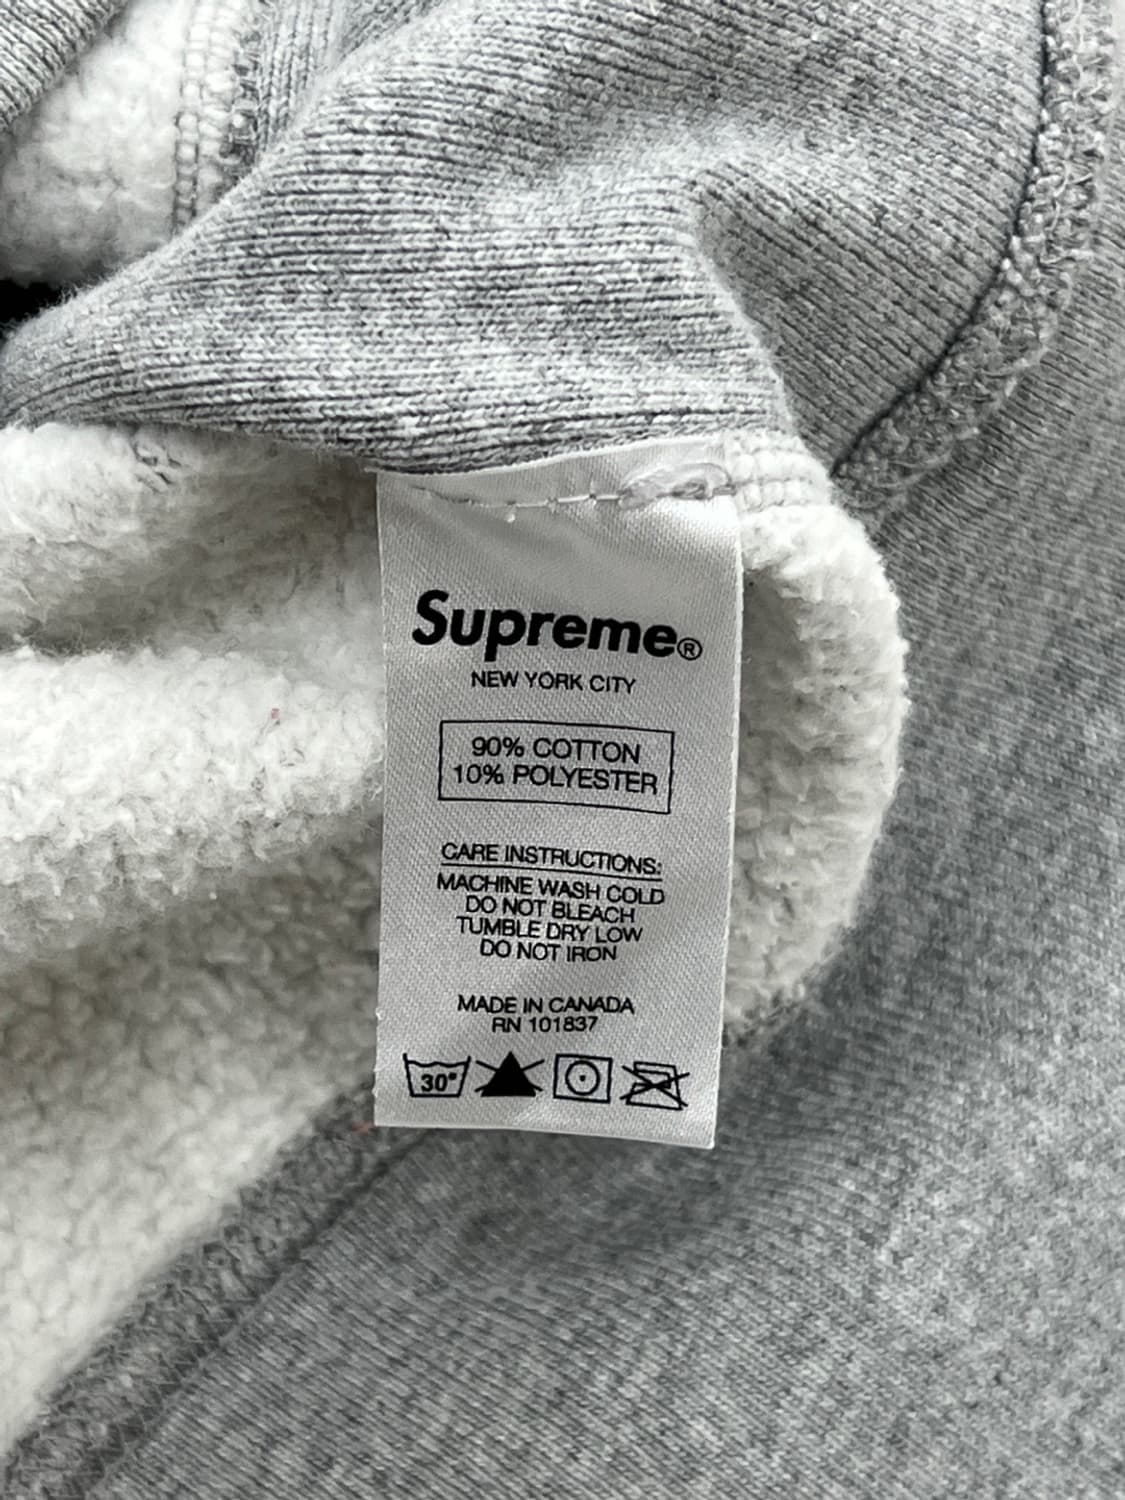 Supreme®
NEW YORK CITY
90% COTTON
10% POLYESTER
CARE INSTRUCTIONS:
MACHINE WASH COLD
DO NOT BLEACH
TUMBLE DRY LOW
DO NOT IRON
MADE IN CANADA
RN 101837
30°